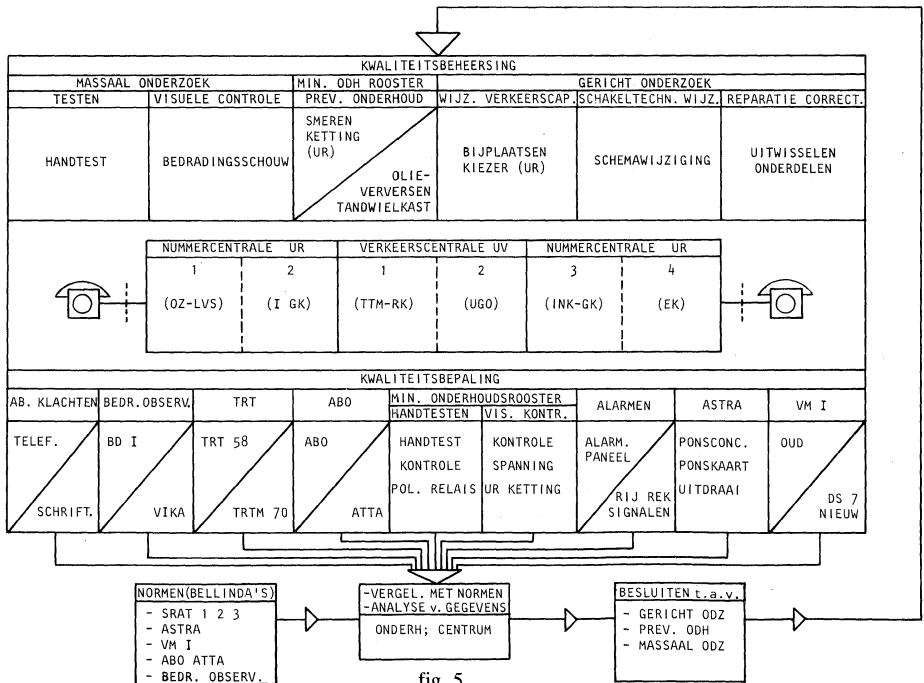 KWALITEITSBEHEERSING
MASSAAL ONDERZOEK
MIN. ODH ROOSTER
GERICHT ONDERZOEK
TESTEN
VISUELE CONTROLE
PREV. ONDERHOUD
WIJZ. VERKEERSCAP.
SCHAKELTECHN. WIJZ.
REPARATIE CORRECT.
HANDTEST
BEDRADINGSSCHOUW
SMEREN
KETTING
(UR)
OLIE-
VERVERSEN
TANDWIELKAST
BIJPLAATSEN
KIEZER (UR)
SCHEMAWIJZIGING
UITWISSELEN
ONDERDELEN
NUMMERCENTRALE UR
VERKEERSCENTRALE UV
NUMMERCENTRALE UR
1 2 1 2 3 4
(OZ-LVS) (I GK) (TTM-RK) (UGO) (INK-GK) (EK)
KWALITEITSBEPALING
AB. KLACHTEN
BEDR.OBSERV.
TRT
ABO
MIN. ONDERHOUDSROOSTER
HANDTESTEN
VIS. KONTR.
ALARMEN
ASTRA
VM I
TELEF.
SCHRIFT.
BD I
VIKA
TRT 58
TRTM 70
ABO
ATTA
HANDTEST
KONTROLE
POL. RELAIS
KONTROLE
SPANNING
UR KETTING
ALARM.
PANEEL
RIJ REK
SIGNALEN
PONSCONC.
PONSKAART
UITDRAAI
OUD
DS 7
NIEUW
NORMEN(BELLINDA'S)
- SRAT 1 2 3
- ASTRA
- VM I
- ABO ATTA
- BEDR. OBSERV.
-VERGEL. MET NORMEN
-ANALYSE v. GEGEVENS
ONDERH; CENTRUM
BESLUITEN t.a.v.
- GERICHT ODZ
- PREV. ODH
- MASSAAL ODZ
fig. 5